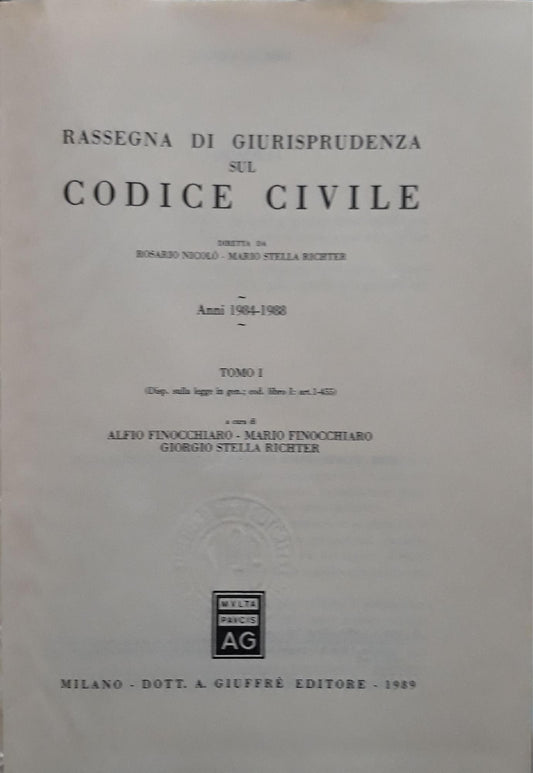 RASSEGNA DI GIURISPRUDENZA
SUL
CODICE CIVILE
DIRETTA DA
ROSARIO NICOLÒ - MARIO STELLA RICHTER
~
Anni 1984-1988
~
TOMO I
(Disp. sulla legge in gen.; cod. libro I: art. 1-455)
a cura di
ALFIO FINOCCHIARO - MARIO FINOCCHIARO
GIORGIO STELLA RICHTER
MVLTA
PAVCIS
AG
MILANO - DOTT. A. GIUFFRÈ EDITORE - 1989